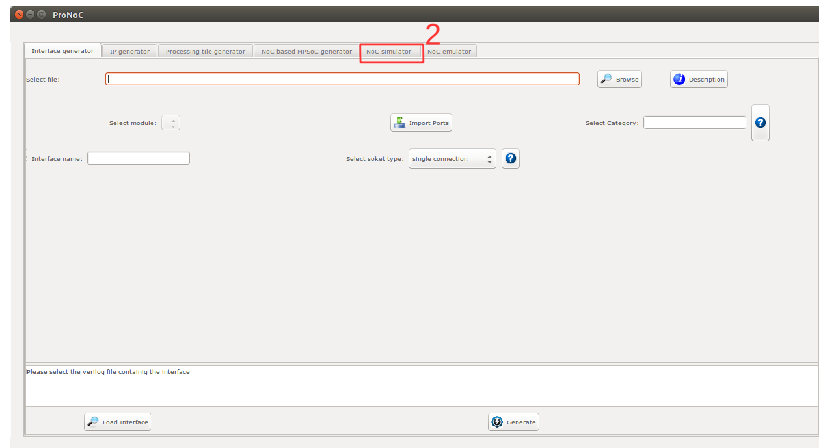 ProNoC
2
Interface generator IP generator Processing tile generator NoC based MPSoC generator NoC simulator NoC emulator
Select file: Browse Description
Select module: Import Ports Select Category:
Interface name: Select soket type: single connection
Please select the verilog file containing the interface
Load Interface Generate